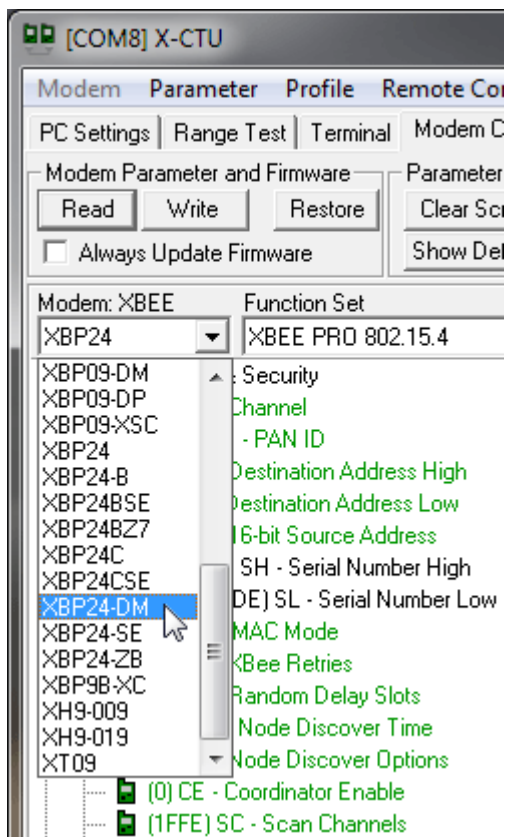 [COM8] X-CTU
Modem Parameter Profile Remote Co
PC Settings Range Test Terminal Modem C
Modem Parameter and Firmware Parameter
Read Write Restore Clear Scr
Always Update Firmware Show Def
Modem: XBEE Function Set
XBP24 XBEE PRO 802.15.4
XBP09-DM Security
XBP09-DP Channel
XBP09-XSC - PAN ID
XBP24
XBP24-B Destination Address High
XBP24BSE Destination Address Low
XBP24BZ7 16-bit Source Address
XBP24C SH - Serial Number High
XBP24CSE
XBP24-DM DE) SL - Serial Number Low
XBP24-SE MAC Mode
XBP24-ZB XBee Retries
XBP9B-XC Random Delay Slots
XH9-009 Node Discover Time
XH9-019
XT09 Node Discover Options
(0) CE - Coordinator Enable
(1FFE) SC - Scan Channels